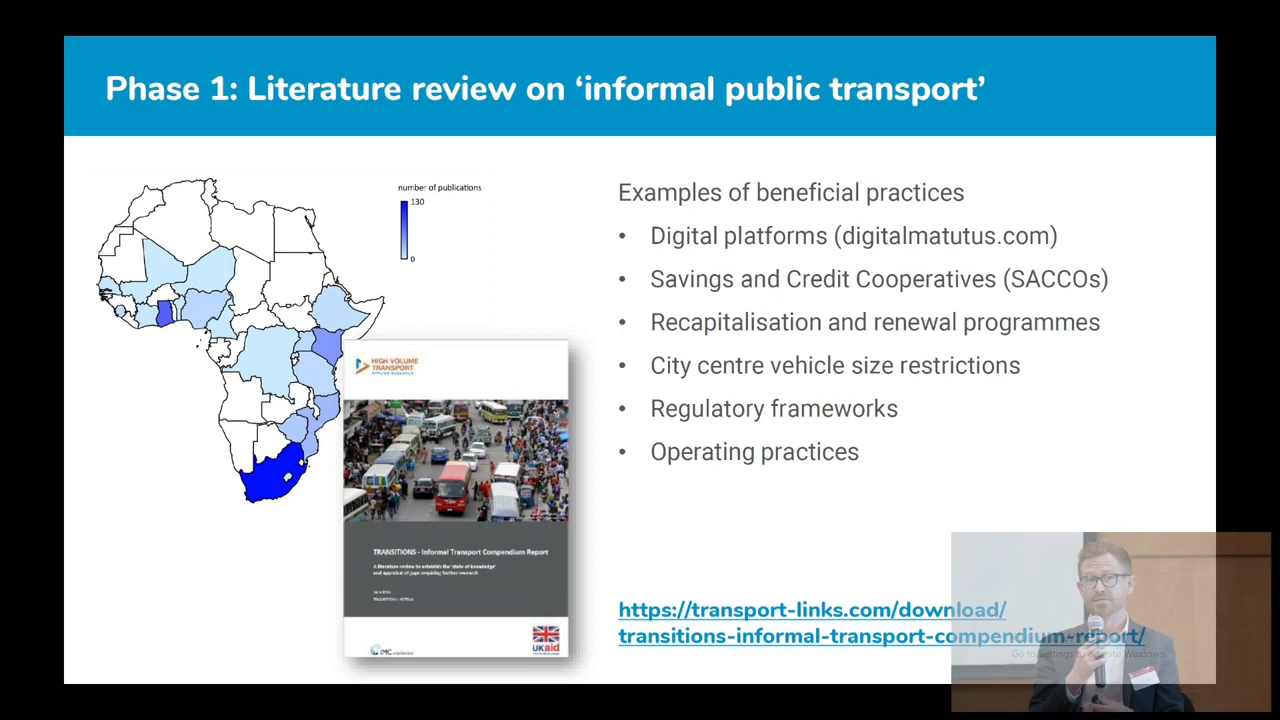 Phase 1: Literature review on ‘informal public transport’
number of publications
130
0
Examples of beneficial practices
• Digital platforms (digitalmatutus.com)
• Savings and Credit Cooperatives (SACCOs)
• Recapitalisation and renewal programmes
• City centre vehicle size restrictions
• Regulatory frameworks
• Operating practices
HIGH VOLUME
TRANSPORT
APPLIED RESEARCH
TRANSITIONS - Informal Transport Compendium Report
A literature review to establish the 'state of knowledge'
and appraisal of gaps requiring further research
IMC worldwide
UKaid
https://transport-links.com/download/
transitions-informal-transport-compendium-report/
Go to Settings to activate Windows